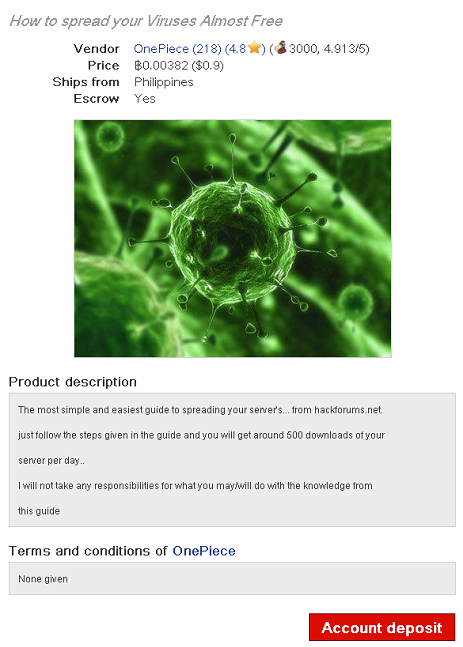 How to spread your Viruses Almost Free
Vendor OnePiece (218) (4.8⭐) (3000, 4.913/5)
Price ฿0.00382 ($0.9)
Ships from Philippines
Escrow Yes
Product description
The most simple and easiest guide to spreading your server's... from hackforums.net.
just follow the steps given in the guide and you will get around 500 downloads of your
server per day..
I will not take any responsibilities for what you may/will do with the knowledge from
this guide
Terms and conditions of OnePiece
None given
Account deposit